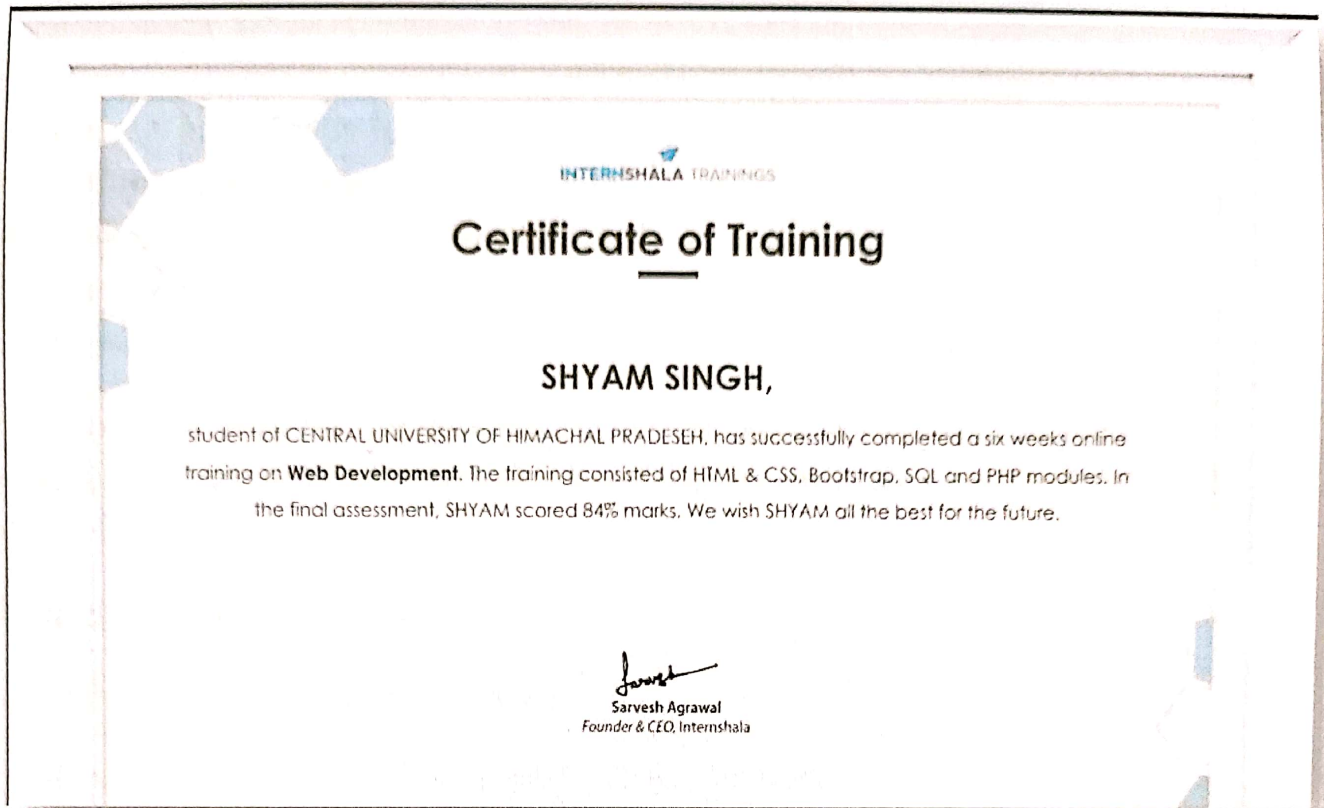 INTERNSHALA TRAININGS
Certificate of Training
SHYAM SINGH,
student of CENTRAL UNIVERSITY OF HIMACHAL PRADESEH, has successfully completed a six weeks online
training on Web Development. The training consisted of HTML & CSS, Bootstrap, SQL and PHP modules. In
the final assessment, SHYAM scored 84% marks. We wish SHYAM all the best for the future.
Sarvesh
Sarvesh Agrawal
Founder & CEO, Internshala